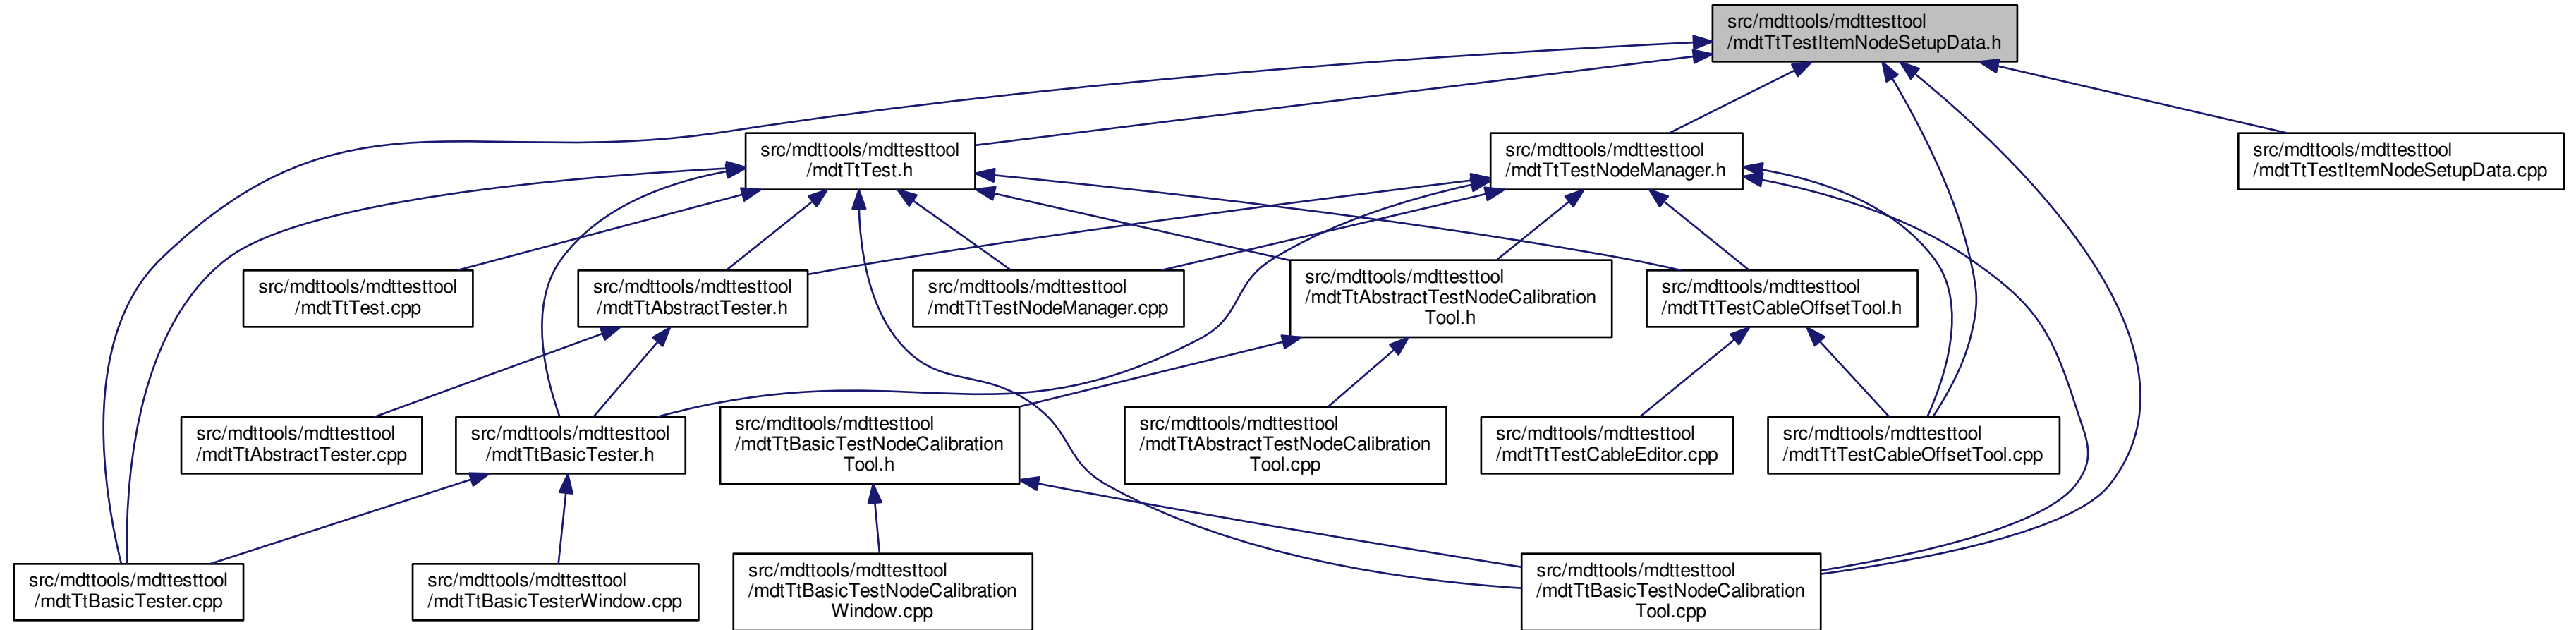 src/mdttools/mdttesttool
/mdtTtTestItemNodeSetupData.h
src/mdttools/mdttesttool
/mdtTtTest.h
src/mdttools/mdttesttool
/mdtTtTestNodeManager.h
src/mdttools/mdttesttool
/mdtTtTestItemNodeSetupData.cpp
src/mdttools/mdttesttool
/mdtTtTest.cpp
src/mdttools/mdttesttool
/mdtTtAbstractTester.h
src/mdttools/mdttesttool
/mdtTtTestNodeManager.cpp
src/mdttools/mdttesttool
/mdtTtAbstractTestNodeCalibration
Tool.h
src/mdttools/mdttesttool
/mdtTtTestCableOffsetTool.h
src/mdttools/mdttesttool
/mdtTtAbstractTester.cpp
src/mdttools/mdttesttool
/mdtTtBasicTester.h
src/mdttools/mdttesttool
/mdtTtBasicTestNodeCalibration
Tool.h
src/mdttools/mdttesttool
/mdtTtAbstractTestNodeCalibration
Tool.cpp
src/mdttools/mdttesttool
/mdtTtTestCableEditor.cpp
src/mdttools/mdttesttool
/mdtTtTestCableOffsetTool.cpp
src/mdttools/mdttesttool
/mdtTtBasicTester.cpp
src/mdttools/mdttesttool
/mdtTtBasicTesterWindow.cpp
src/mdttools/mdttesttool
/mdtTtBasicTestNodeCalibration
Window.cpp
src/mdttools/mdttesttool
/mdtTtBasicTestNodeCalibration
Tool.cpp